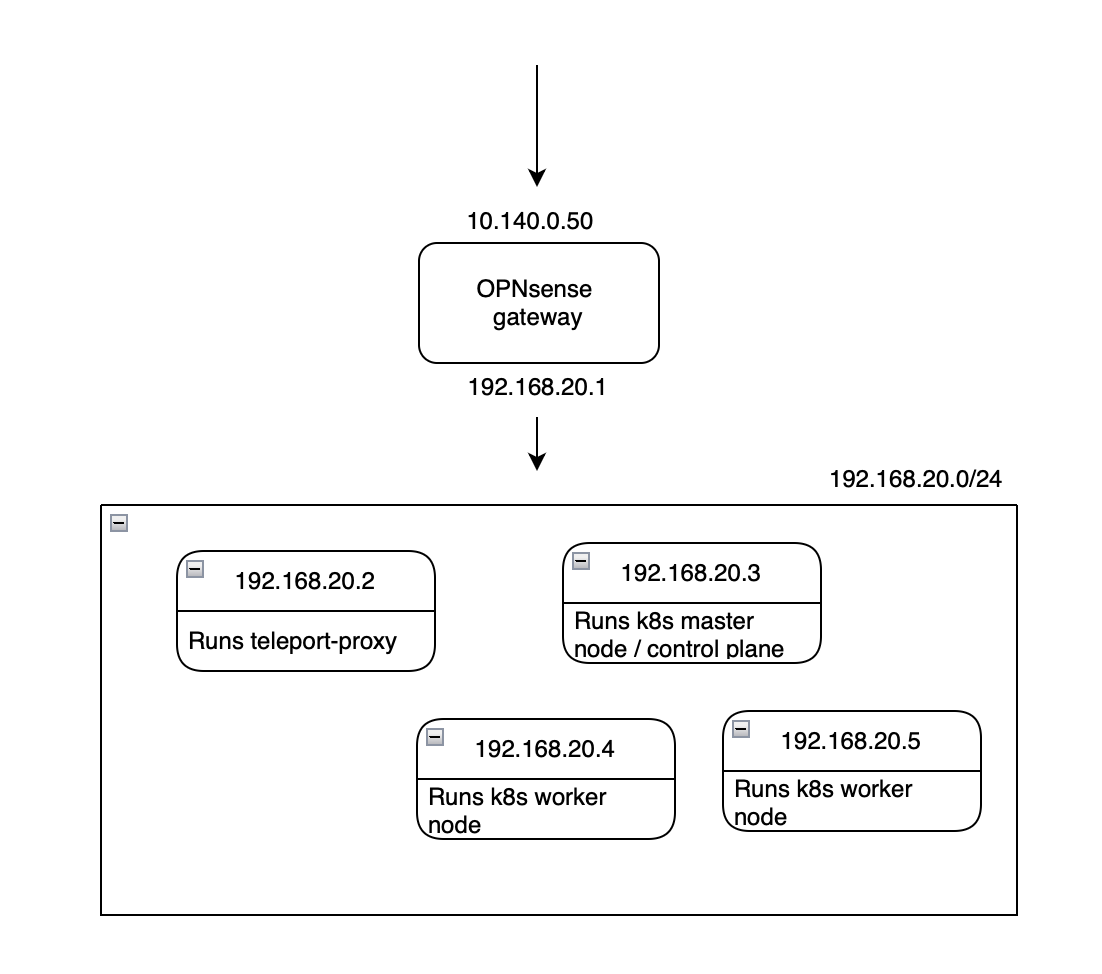 10.140.0.50
OPNsense
gateway
192.168.20.1
192.168.20.0/24
192.168.20.2
Runs teleport-proxy
192.168.20.3
Runs k8s master
node / control plane
192.168.20.4
Runs k8s worker
node
192.168.20.5
Runs k8s worker
node